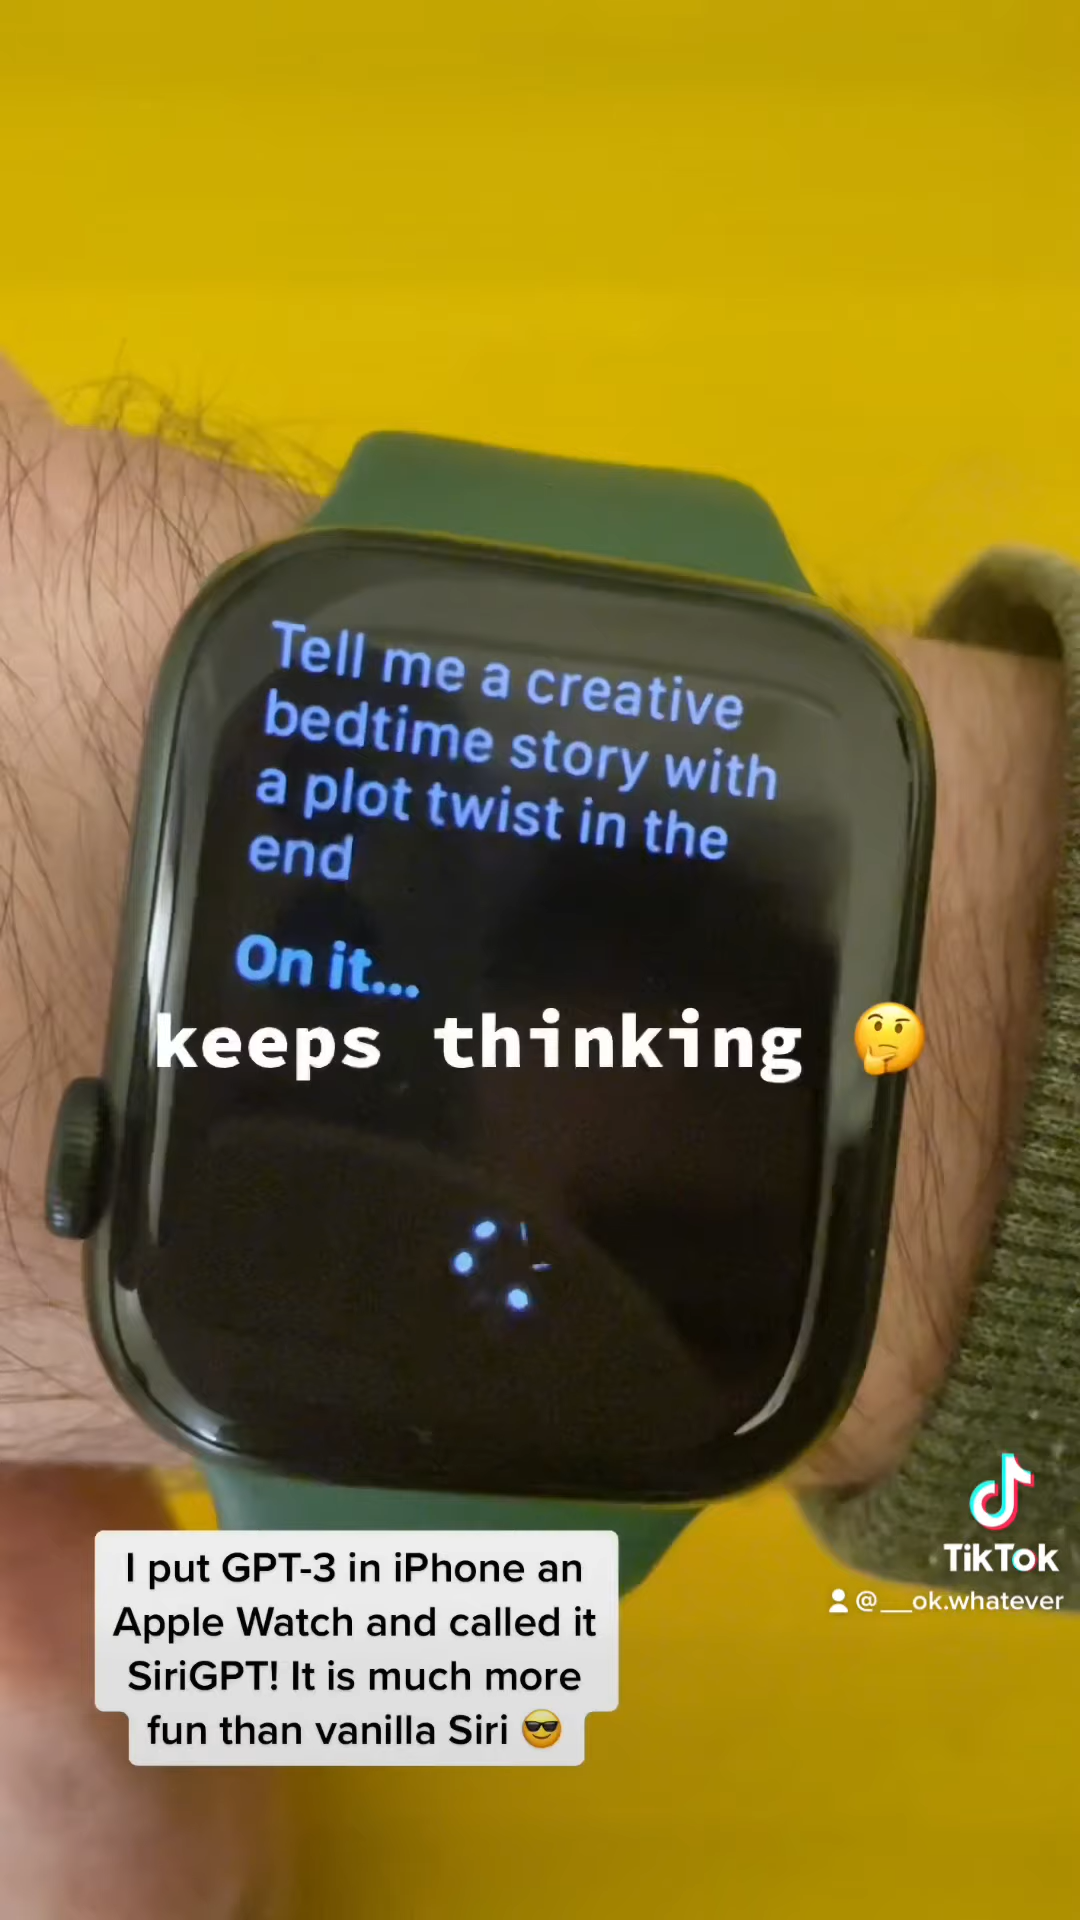 Tell me a creative
bedtime story with
a plot twist in the
end
On it...
keeps thinking 🤔
I put GPT-3 in iPhone an
Apple Watch and called it
SiriGPT! It is much more
fun than vanilla Siri 😎
TikTok
@__ok.whatever